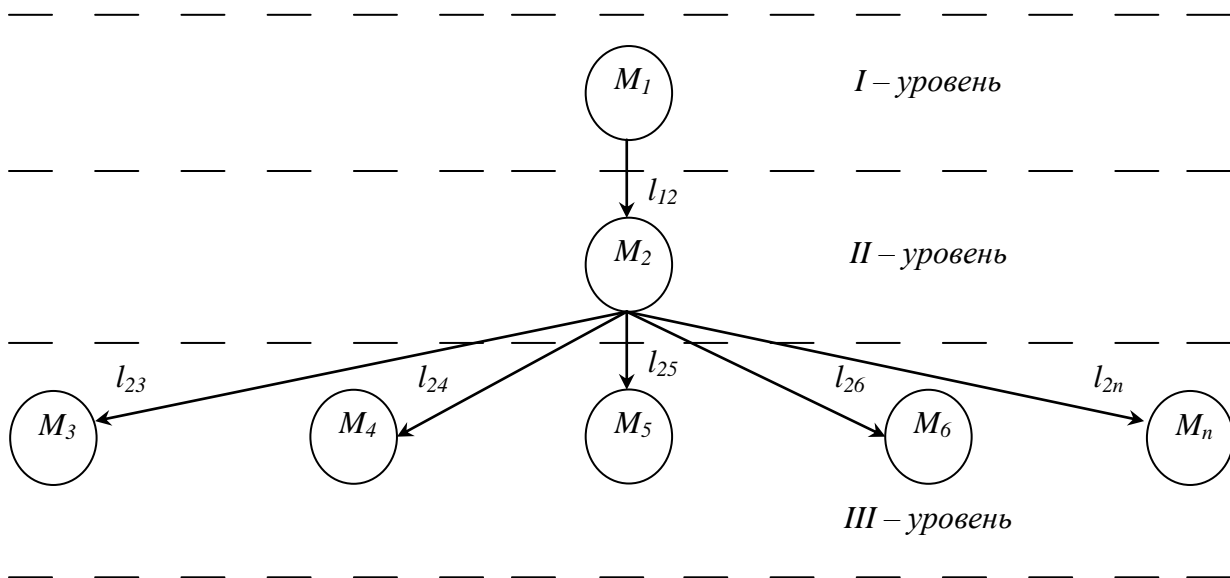 M1
I – уровень
l12
M2
II – уровень
l23
l24
l25
l26
l2n
M3
M4
M5
M6
Mn
III – уровень